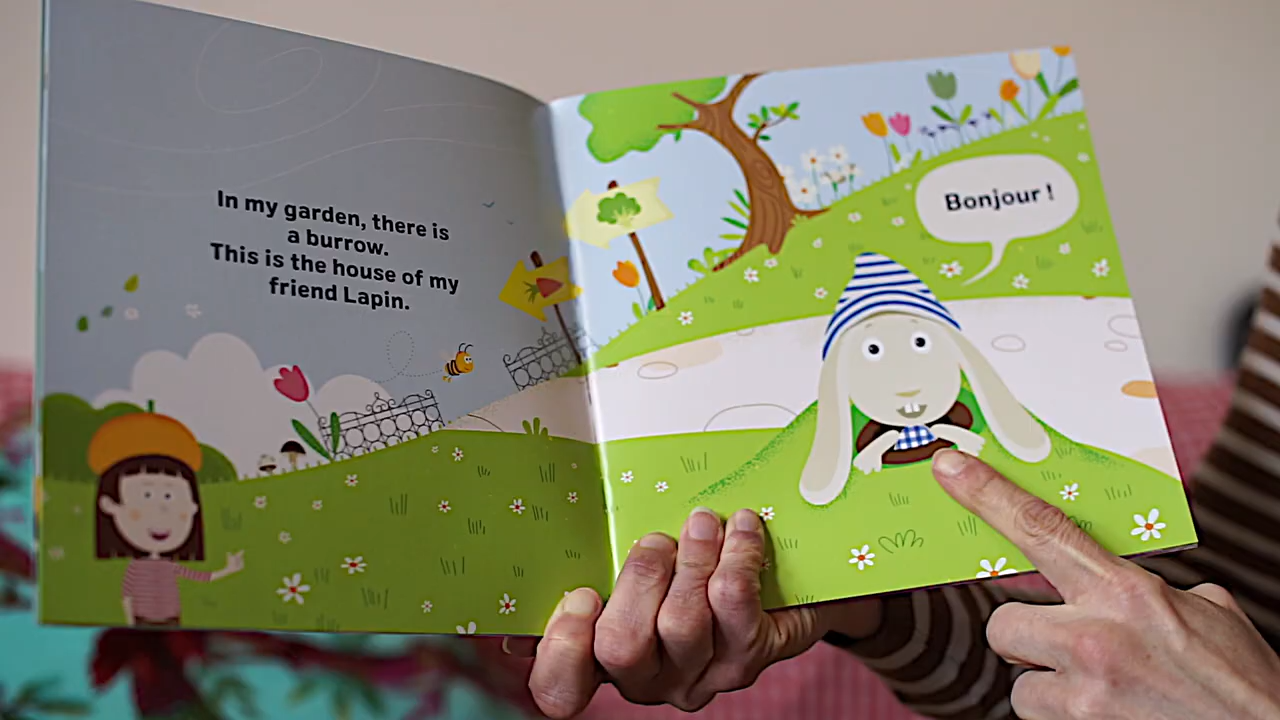 In my garden, there is
a burrow.
This is the house of my
friend Lapin.
Bonjour !